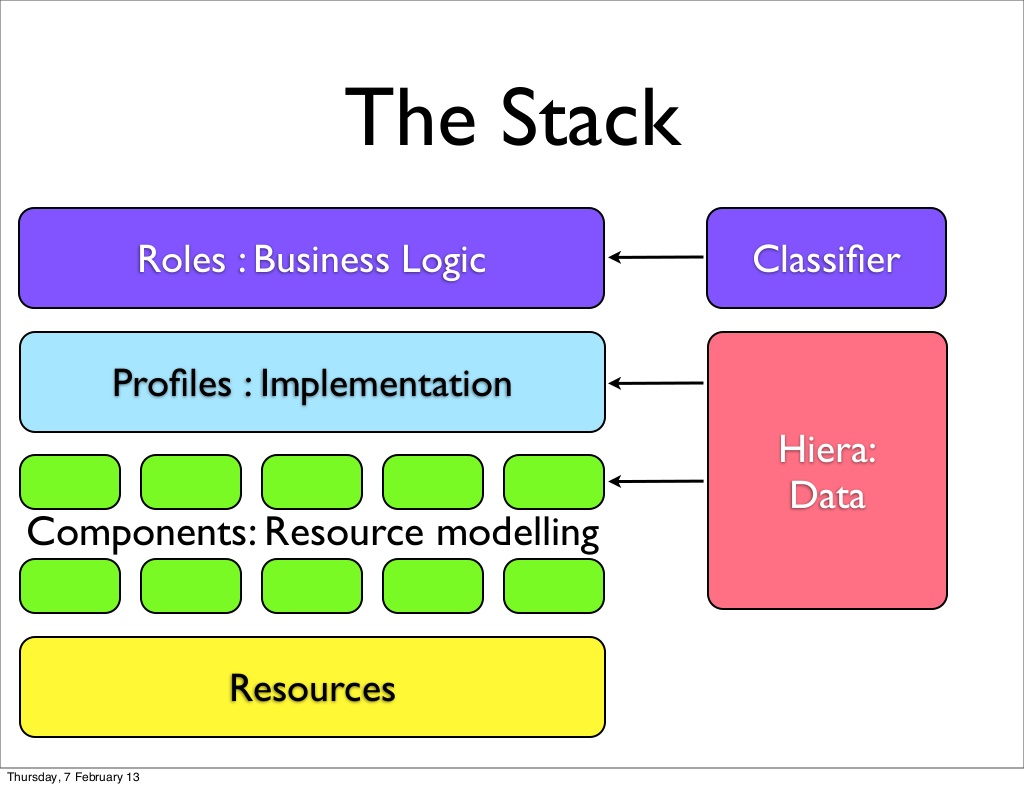 The Stack
Roles : Business Logic
Classifier
Profiles : Implementation
Hiera:
Data
Components: Resource modelling
Resources
Thursday, 7 February 13